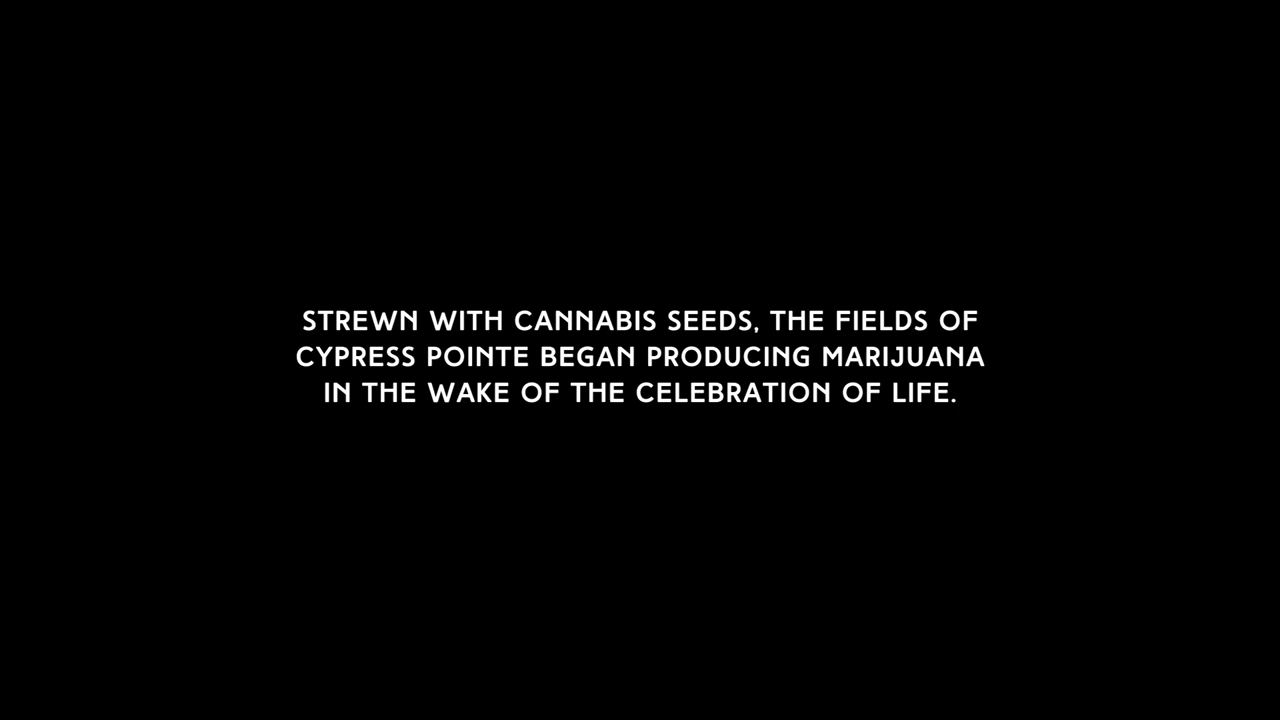 STREWN WITH CANNABIS SEEDS, THE FIELDS OF
CYPRESS POINTE BEGAN PRODUCING MARIJUANA
IN THE WAKE OF THE CELEBRATION OF LIFE.